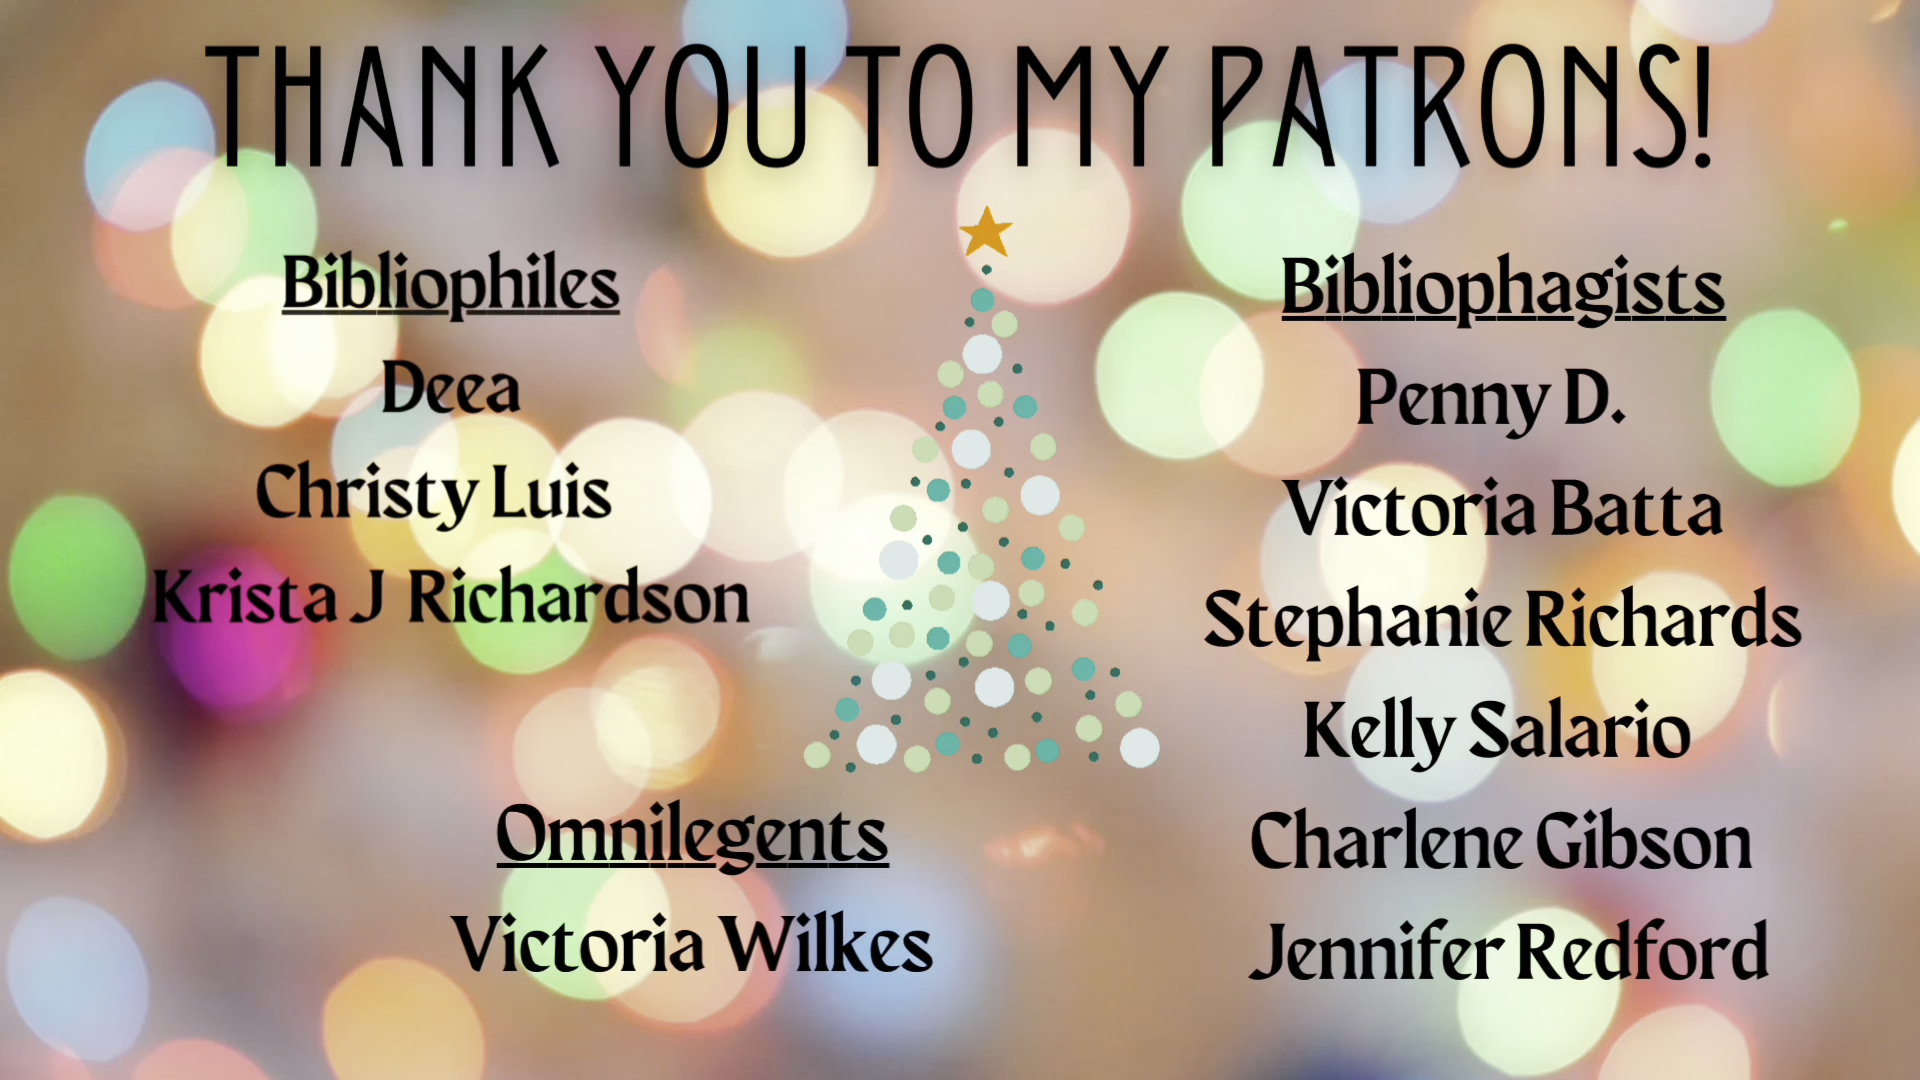 THANK YOU TO MY PATRONS!
Bibliophiles
Deea
Christy Luis
Krista J Richardson
Omnilegents
Victoria Wilkes
Bibliophagists
Penny D.
Victoria Batta
Stephanie Richards
Kelly Salario
Charlene Gibson
Jennifer Redford